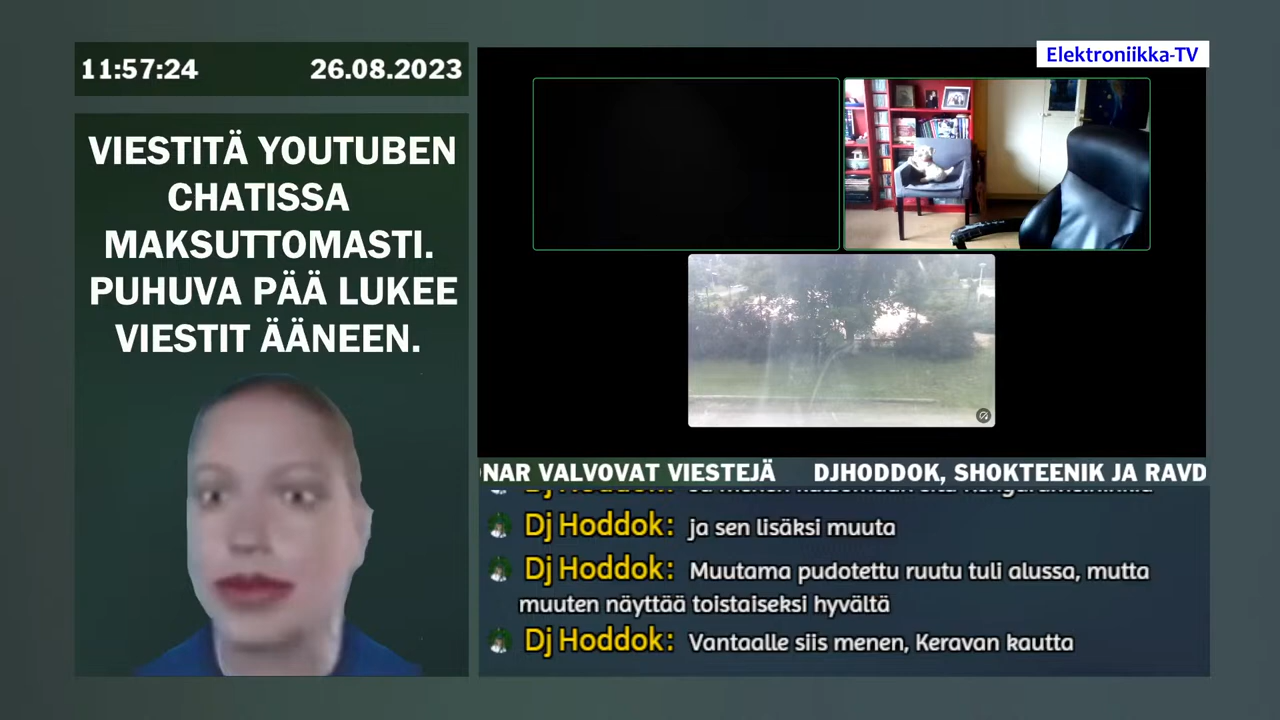 11:57:24
26.08.2023
Elektroniikka-TV
VIESTITÄ YOUTUBEN
CHATISSA
MAKSUTTOMASTI.
PUHUVA PÄÄ LUKEE
VIESTIT ÄÄNEEN.
ONAR VALVOVAT VIESTEJÄ DJHODDOK, SHOKTEENIK JA RAVD
Dj Hoddok: ja sen lisäksi muuta
Dj Hoddok: Muutama pudotettu ruutu tuli alussa, mutta
muuten näyttää toistaiseksi hyvältä
Dj Hoddok: Vantaalle siis menen, Keravan kautta